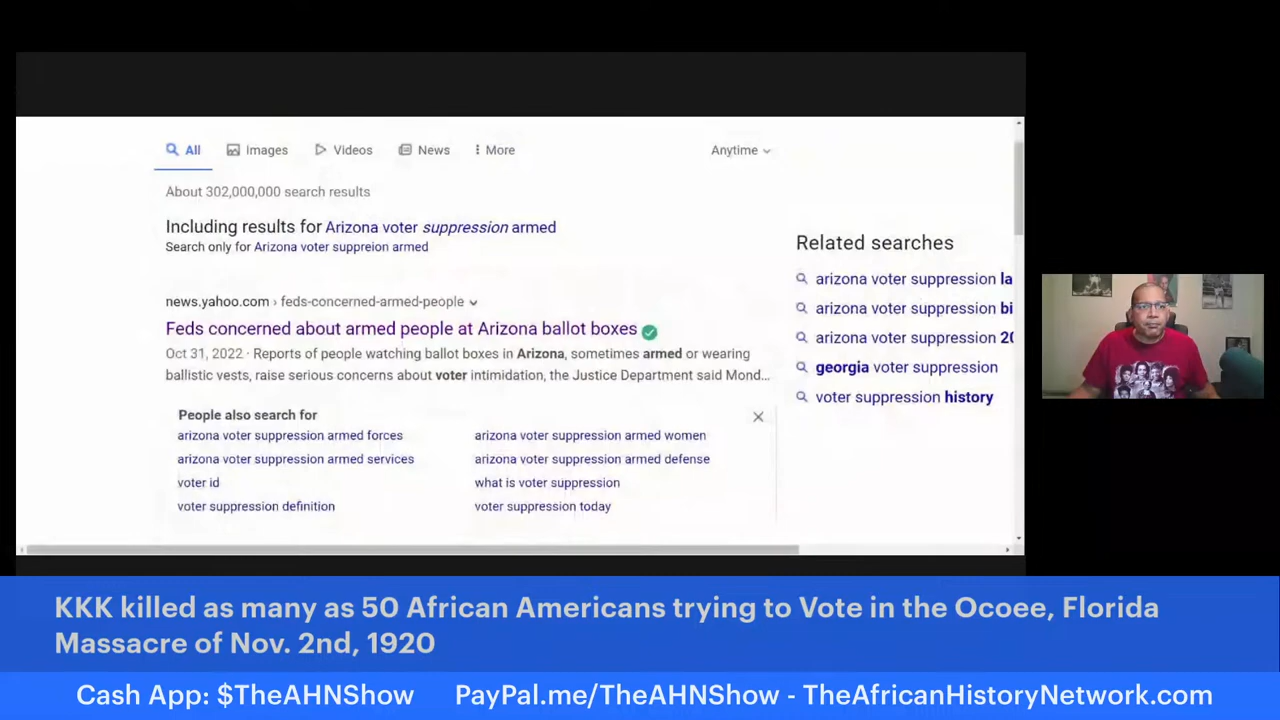 All Images Videos News More Anytime
About 302,000,000 search results
Including results for Arizona voter suppression armed
Search only for Arizona voter suppreion armed
news.yahoo.com › feds-concerned-armed-people
Feds concerned about armed people at Arizona ballot boxes
Oct 31, 2022 · Reports of people watching ballot boxes in Arizona, sometimes armed or wearing
ballistic vests, raise serious concerns about voter intimidation, the Justice Department said Mond...
People also search for
arizona voter suppression armed forces
arizona voter suppression armed services
voter id
voter suppression definition
arizona voter suppression armed women
arizona voter suppression armed defense
what is voter suppression
voter suppression today
Related searches
arizona voter suppression la
arizona voter suppression bi
arizona voter suppression 20
georgia voter suppression
voter suppression history
KKK killed as many as 50 African Americans trying to Vote in the Ocoee, Florida
Massacre of Nov. 2nd, 1920
Cash App: $TheAHNShow PayPal.me/TheAHNShow - TheAfricanHistoryNetwork.com